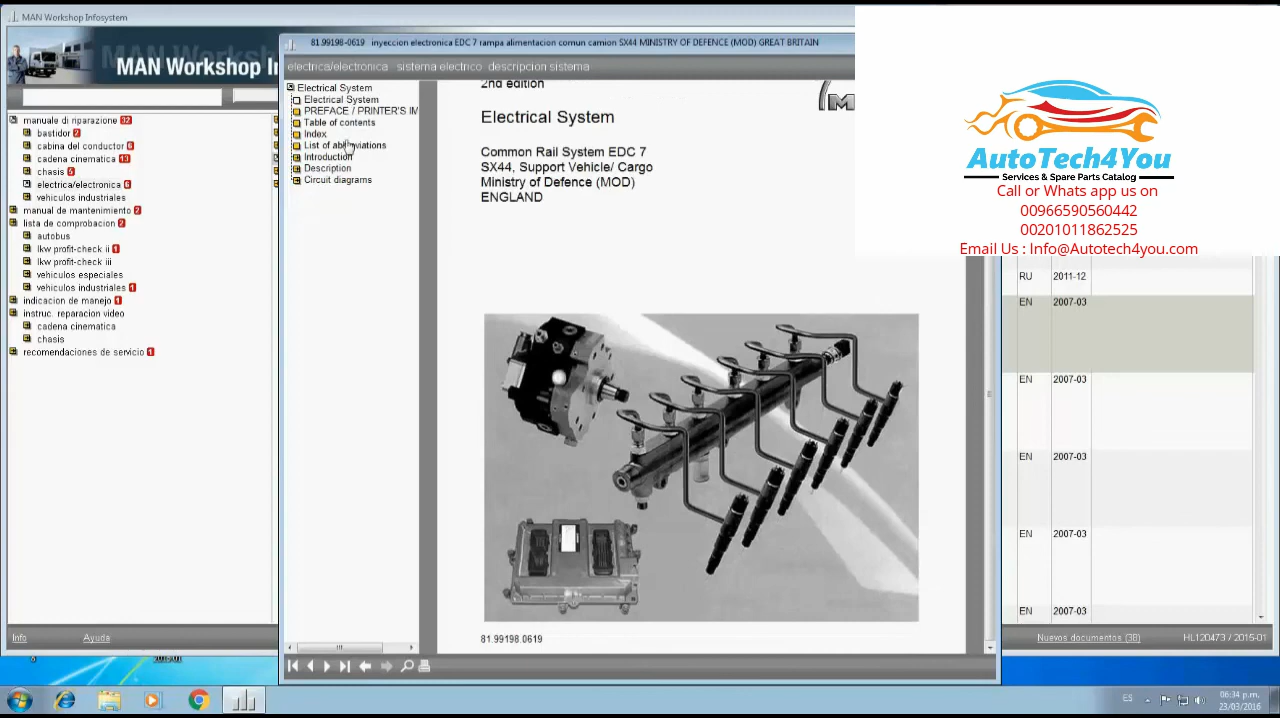 MAN Workshop Infosystem
MAN Workshop I
manuale di riparazione 32
bastidor 2
cabina del conductor 6
cadena cinematica 13
chasis 5
electrica/electronica 6
vehiculos industriales
manual de mantenimiento 2
lista de comprobacion 2
autobus
lkw profit-check ii 1
lkw profit-check iii
vehiculos especiales
vehiculos industriales 1
indicacion de manejo 1
instruc. reparacion video
cadena cinematica
chasis
recomendaciones de servicio 1
Info
Ayuda
81.99198-0619 inyeccion electronica EDC 7 rampa alimentacion comun camion SX44 MINISTRY OF DEFENCE (MOD) GREAT BRITAIN
electrica/electronica sistema electrico descripcion sistema
Electrical System
Electrical System
PREFACE / PRINTER'S IM
Table of contents
Index
List of abbreviations
Introduction
Description
Circuit diagrams
2nd edition
M
Electrical System
Common Rail System EDC 7
SX44, Support Vehicle/ Cargo
Ministry of Defence (MOD)
ENGLAND
81.99198.0619
AutoTech4You
Services & Spare Parts Catalog
Call or Whats app us on
00966590560442
00201011862525
Email Us : Info@Autotech4you.com
RU 2011-12
EN 2007-03
EN 2007-03
EN 2007-03
EN 2007-03
EN 2007-03
Nuevos documentos (38)
HL120473 / 2015-01
2015-01
ES
06:34 p.m.
23/03/2016